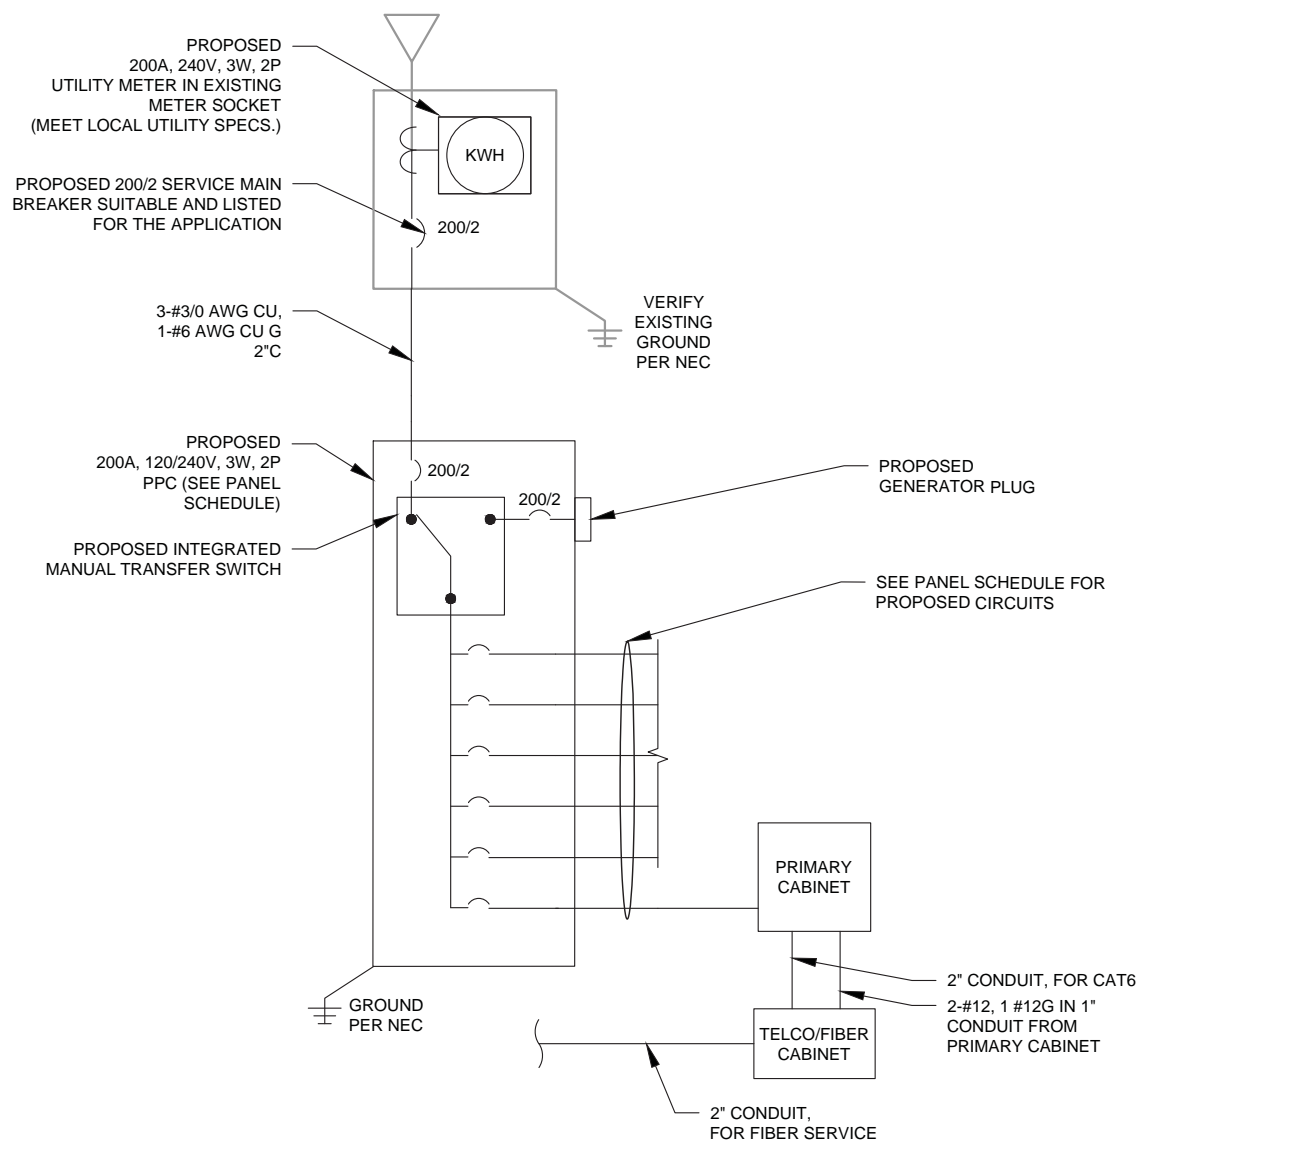 PROPOSED
200A, 240V, 3W, 2P
UTILITY METER IN EXISTING
METER SOCKET
(MEET LOCAL UTILITY SPECS.)
KWH
PROPOSED 200/2 SERVICE MAIN
BREAKER SUITABLE AND LISTED
FOR THE APPLICATION
200/2
3-#3/0 AWG CU,
1-#6 AWG CU G
2"C
VERIFY
EXISTING
GROUND
PER NEC
PROPOSED
200A, 120/240V, 3W, 2P
PPC (SEE PANEL
SCHEDULE)
200/2
200/2
PROPOSED
GENERATOR PLUG
PROPOSED INTEGRATED
MANUAL TRANSFER SWITCH
SEE PANEL SCHEDULE FOR
PROPOSED CIRCUITS
PRIMARY
CABINET
2" CONDUIT, FOR CAT6
2-#12, 1 #12G IN 1"
CONDUIT FROM
PRIMARY CABINET
GROUND
PER NEC
TELCO/FIBER
CABINET
2" CONDUIT,
FOR FIBER SERVICE